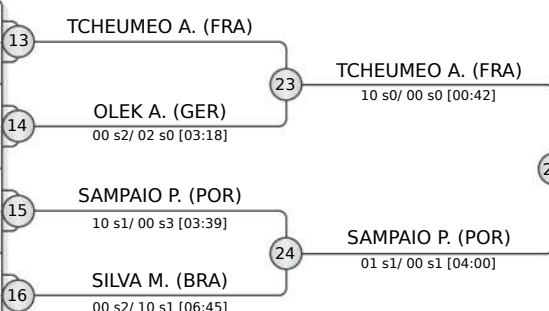 TCHEUMEO A. (FRA)
13
TCHEUMEO A. (FRA)
23
10 s0/ 00 s0 [00:42]
OLEK A. (GER)
14
00 s2/ 02 s0 [03:18]
SAMPAIO P. (POR)
15
10 s1/ 00 s3 [03:39]
SAMPAIO P. (POR)
24
01 s1/ 00 s1 [04:00]
SILVA M. (BRA)
16
00 s2/ 10 s1 [06:45]